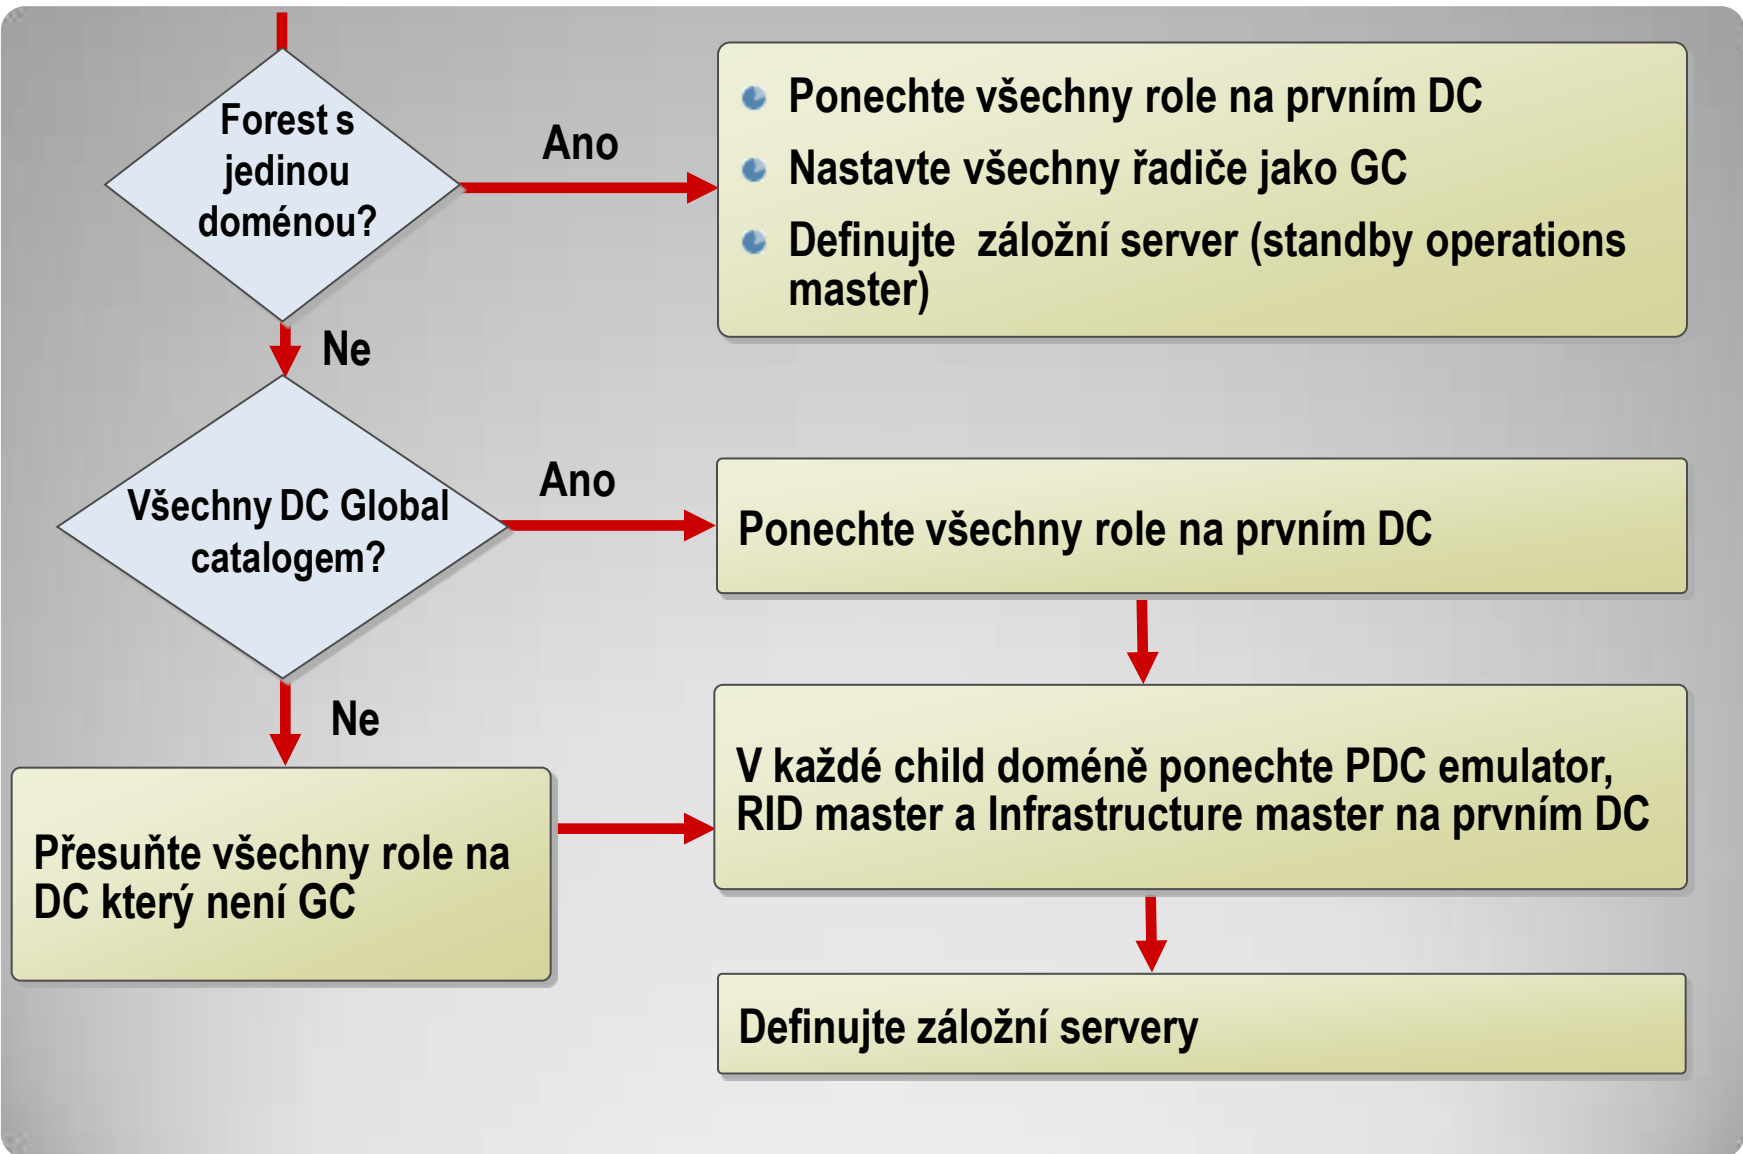 Forest s
jedinou
doménou?
Ano
Ponechte všechny role na prvním DC
Nastavte všechny řadiče jako GC
Definujte záložní server (standby operations
master)
Ne
Všechny DC Global
catalogem?
Ano
Ponechte všechny role na prvním DC
Ne
Přesuňte všechny role na
DC který není GC
V každé child doméně ponechte PDC emulator,
RID master a Infrastructure master na prvním DC
Definujte záložní servery